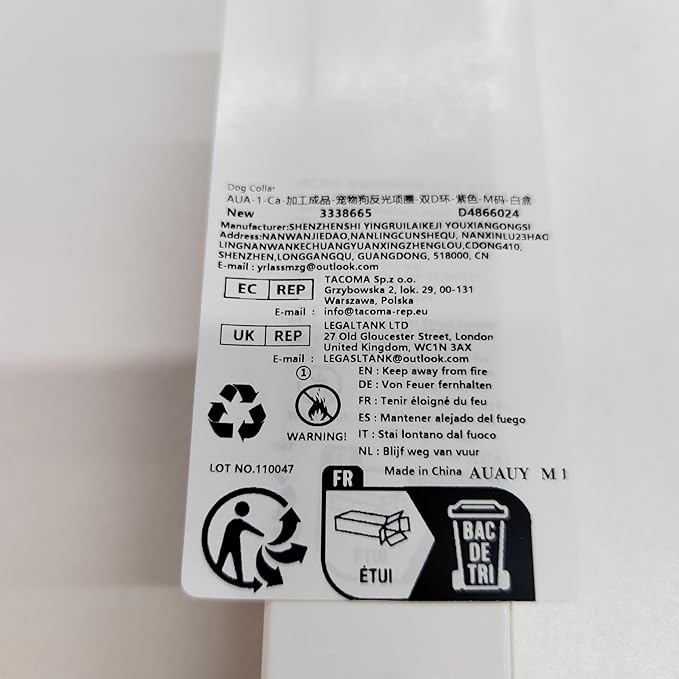 Dog Collar
AUA-1-Ca-加工成品-宠物狗反光项圈-双D环-紫色-M码-白盒
New 3338665 D4866024
Manufacturer:SHENZHENSHI YINGRUILAIKEJI YOUXIANGONGSI
Address:NANWANJIEDAO,NANLINGCUNSHEQU, NANXINLU23HAO
LINGNANWANKECHUANGYUANXINGZHENGLOU,CDONG410,
SHENZHEN,LONGGANGQU, GUANGDONG, 518000, CN
E-mail : yrlassmzg@outlook.com
EC REP
TACOMA Sp.z o.o.
Grzybowska 2, lok. 29, 00-131
Warszawa, Polska
E-mail : info@tacoma-rep.eu
UK REP
LEGALTANK LTD
27 Old Gloucester Street, London
United Kingdom, WC1N 3AX
E-mail : LEGASLTANK@outlook.com
1
WARNING!
EN : Keep away from fire
DE : Von Feuer fernhalten
FR : Tenir éloigné du feu
ES : Mantener alejado del fuego
IT : Stai lontano dal fuoco
NL : Blijf weg van vuur
LOT NO.110047
Made in China AUAUY M 1
FR
ÉTUI
BAC
DE
TRI